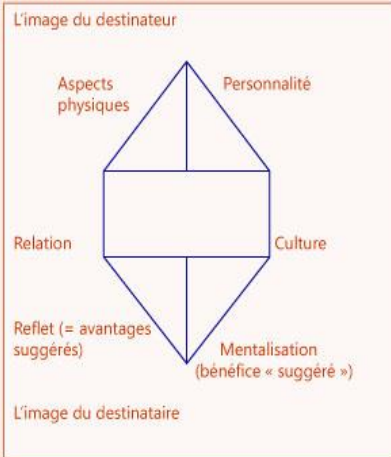 L'image du destinateur
Aspects
physiques
Personnalité
Relation
Culture
Reflet (= avantages
suggérés)
Mentalisation
(bénéfice « suggéré »)
L'image du destinataire